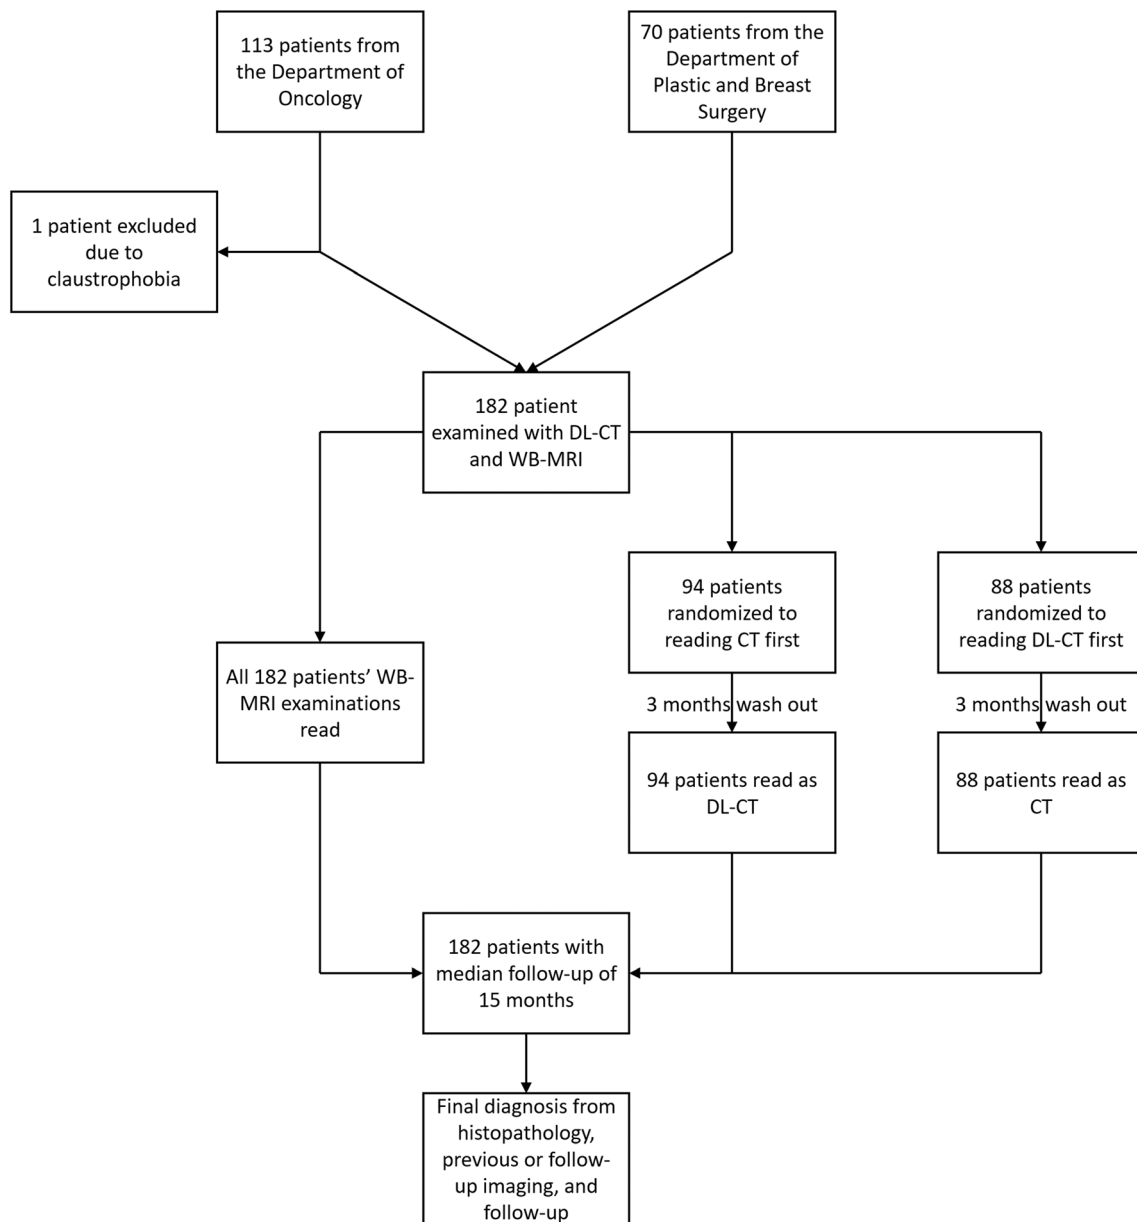 113 patients from
the Department of
Oncology
70 patients from the
Department of
Plastic and Breast
Surgery
1 patient excluded
due to
claustrophobia
182 patient
examined with DL-CT
and WB-MRI
94 patients
randomized to
reading CT first
88 patients
randomized to
reading DL-CT first
All 182 patients’ WB-
MRI examinations
read
3 months wash out
3 months wash out
94 patients read as
DL-CT
88 patients read as
CT
182 patients with
median follow-up of
15 months
Final diagnosis from
histopathology,
previous or follow-
up imaging, and
follow-up